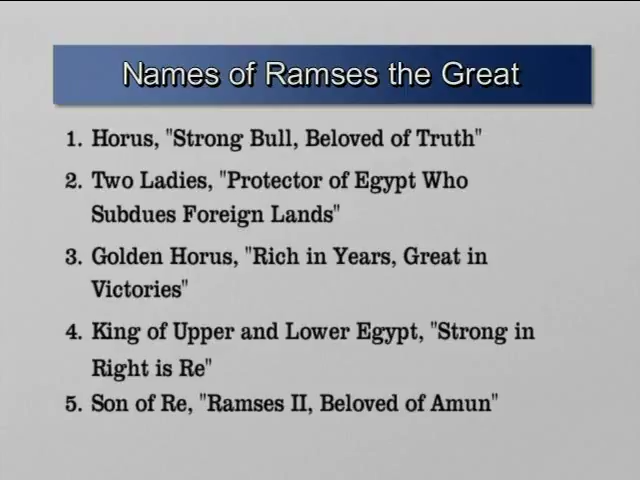 Names of Ramses the Great
1. Horus, "Strong Bull, Beloved of Truth"
2. Two Ladies, "Protector of Egypt Who
Subdues Foreign Lands"
3. Golden Horus, "Rich in Years, Great in
Victories"
4. King of Upper and Lower Egypt, "Strong in
Right is Re"
5. Son of Re, "Ramses II, Beloved of Amun"